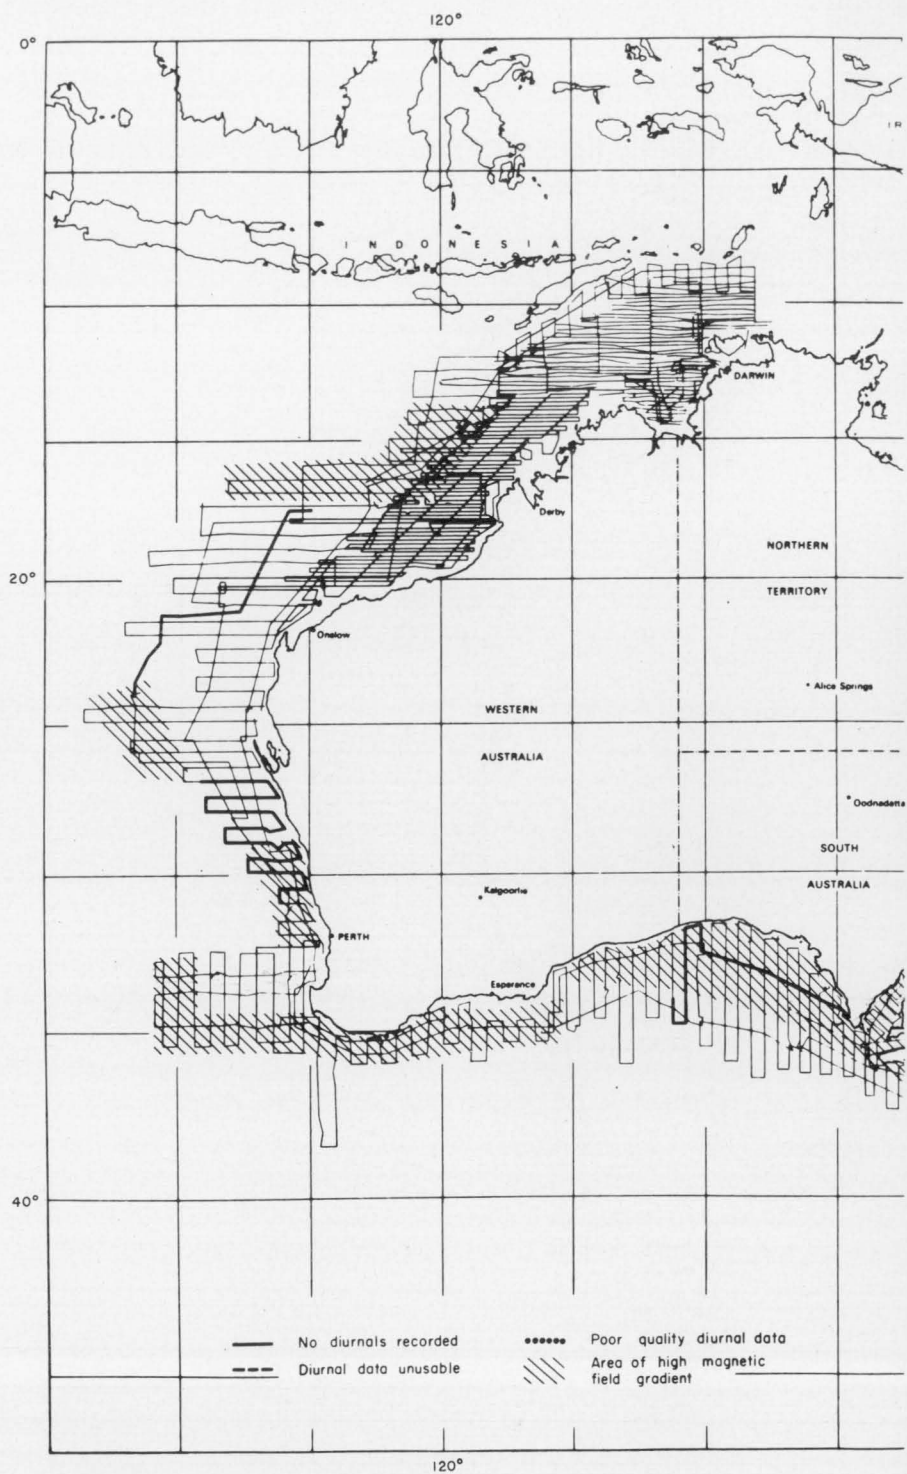 120°
0°
IR
INDONESIA
DARWIN
Derby
NORTHERN
20°
TERRITORY
Onslow
Alice Springs
WESTERN
AUSTRALIA
Oodnadatta
SOUTH
AUSTRALIA
Kalgoorlie
PERTH
Esperance
40°
No diurnals recorded
Diurnal data unusable
Poor quality diurnal data
Area of high magnetic
field gradient
120°